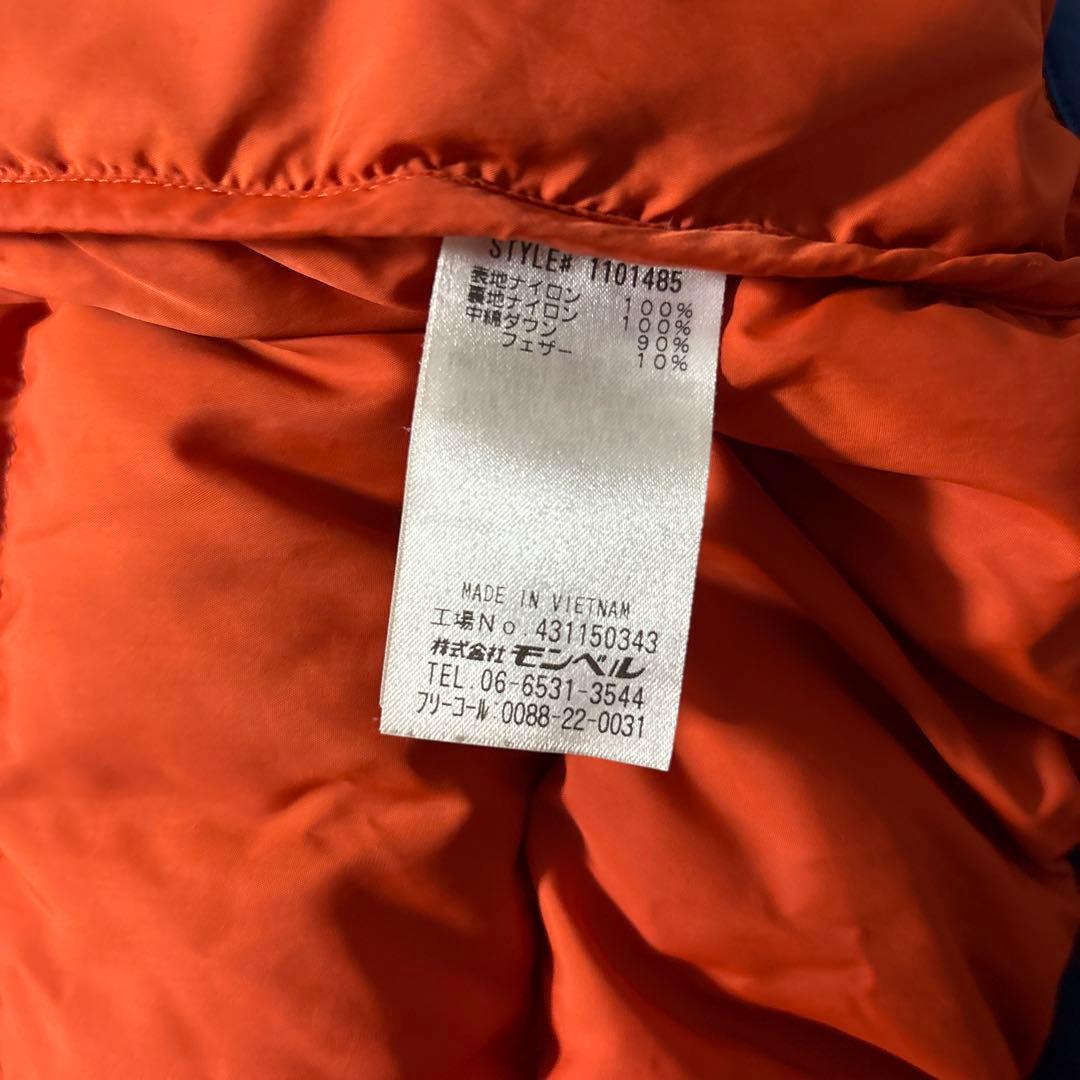 STYLE# 1101485
表地ナイロン 100%
裏地ナイロン 100%
中綿ダウン 90%
フェザー 10%
MADE IN VIETNAM
工場No.431150343
株式会社モンベル
TEL.06-6531-3544
フリーコール:0088-22-0031